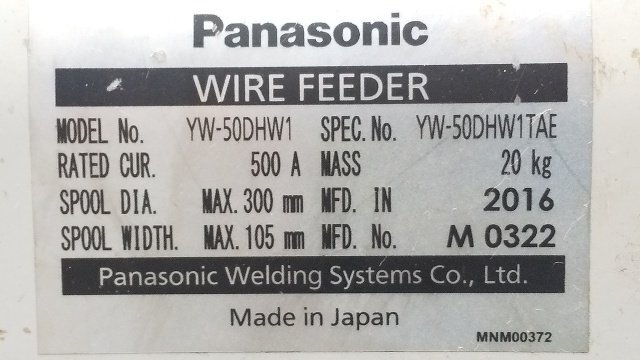 Panasonic
WIRE FEEDER
MODEL No. YW-50DHW1 SPEC.No. YW-50DHW1TAE
RATED CUR. 500 A MASS 20 kg
SPOOL DIA. MAX. 300 mm MFD. IN 2016
SPOOL WIDTH. MAX. 105 mm MFD. No. M 0322
Panasonic Welding Systems Co., Ltd.
Made in Japan
MNM00372